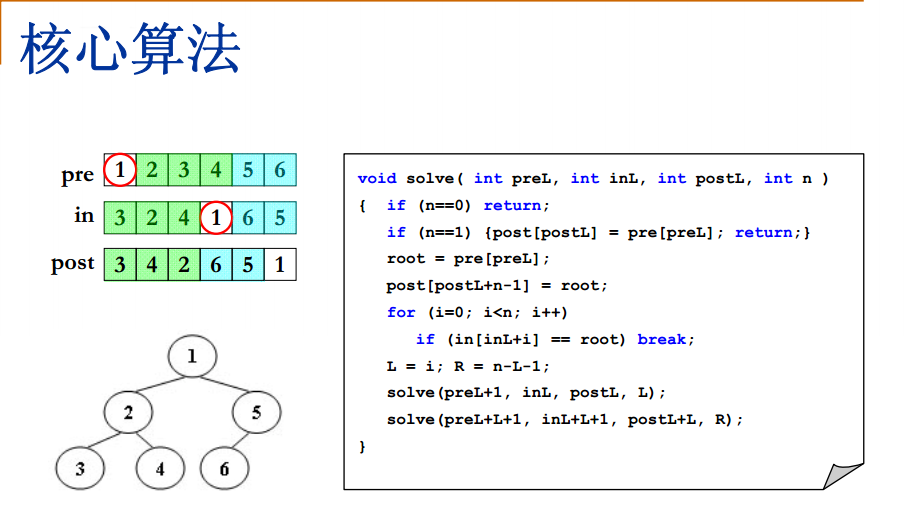 核心算法
pre 1 2 3 4 5 6
in 3 2 4 1 6 5
post 3 4 2 6 5 1
1
2 5
3 4 6
void solve( int preL, int inL, int postL, int n )
{ if (n==0) return;
if (n==1) {post[postL] = pre[preL]; return;}
root = pre[preL];
post[postL+n-1] = root;
for (i=0; i<n; i++)
if (in[inL+i] == root) break;
L = i; R = n-L-1;
solve(preL+1, inL, postL, L);
solve(preL+L+1, inL+L+1, postL+L, R);
}